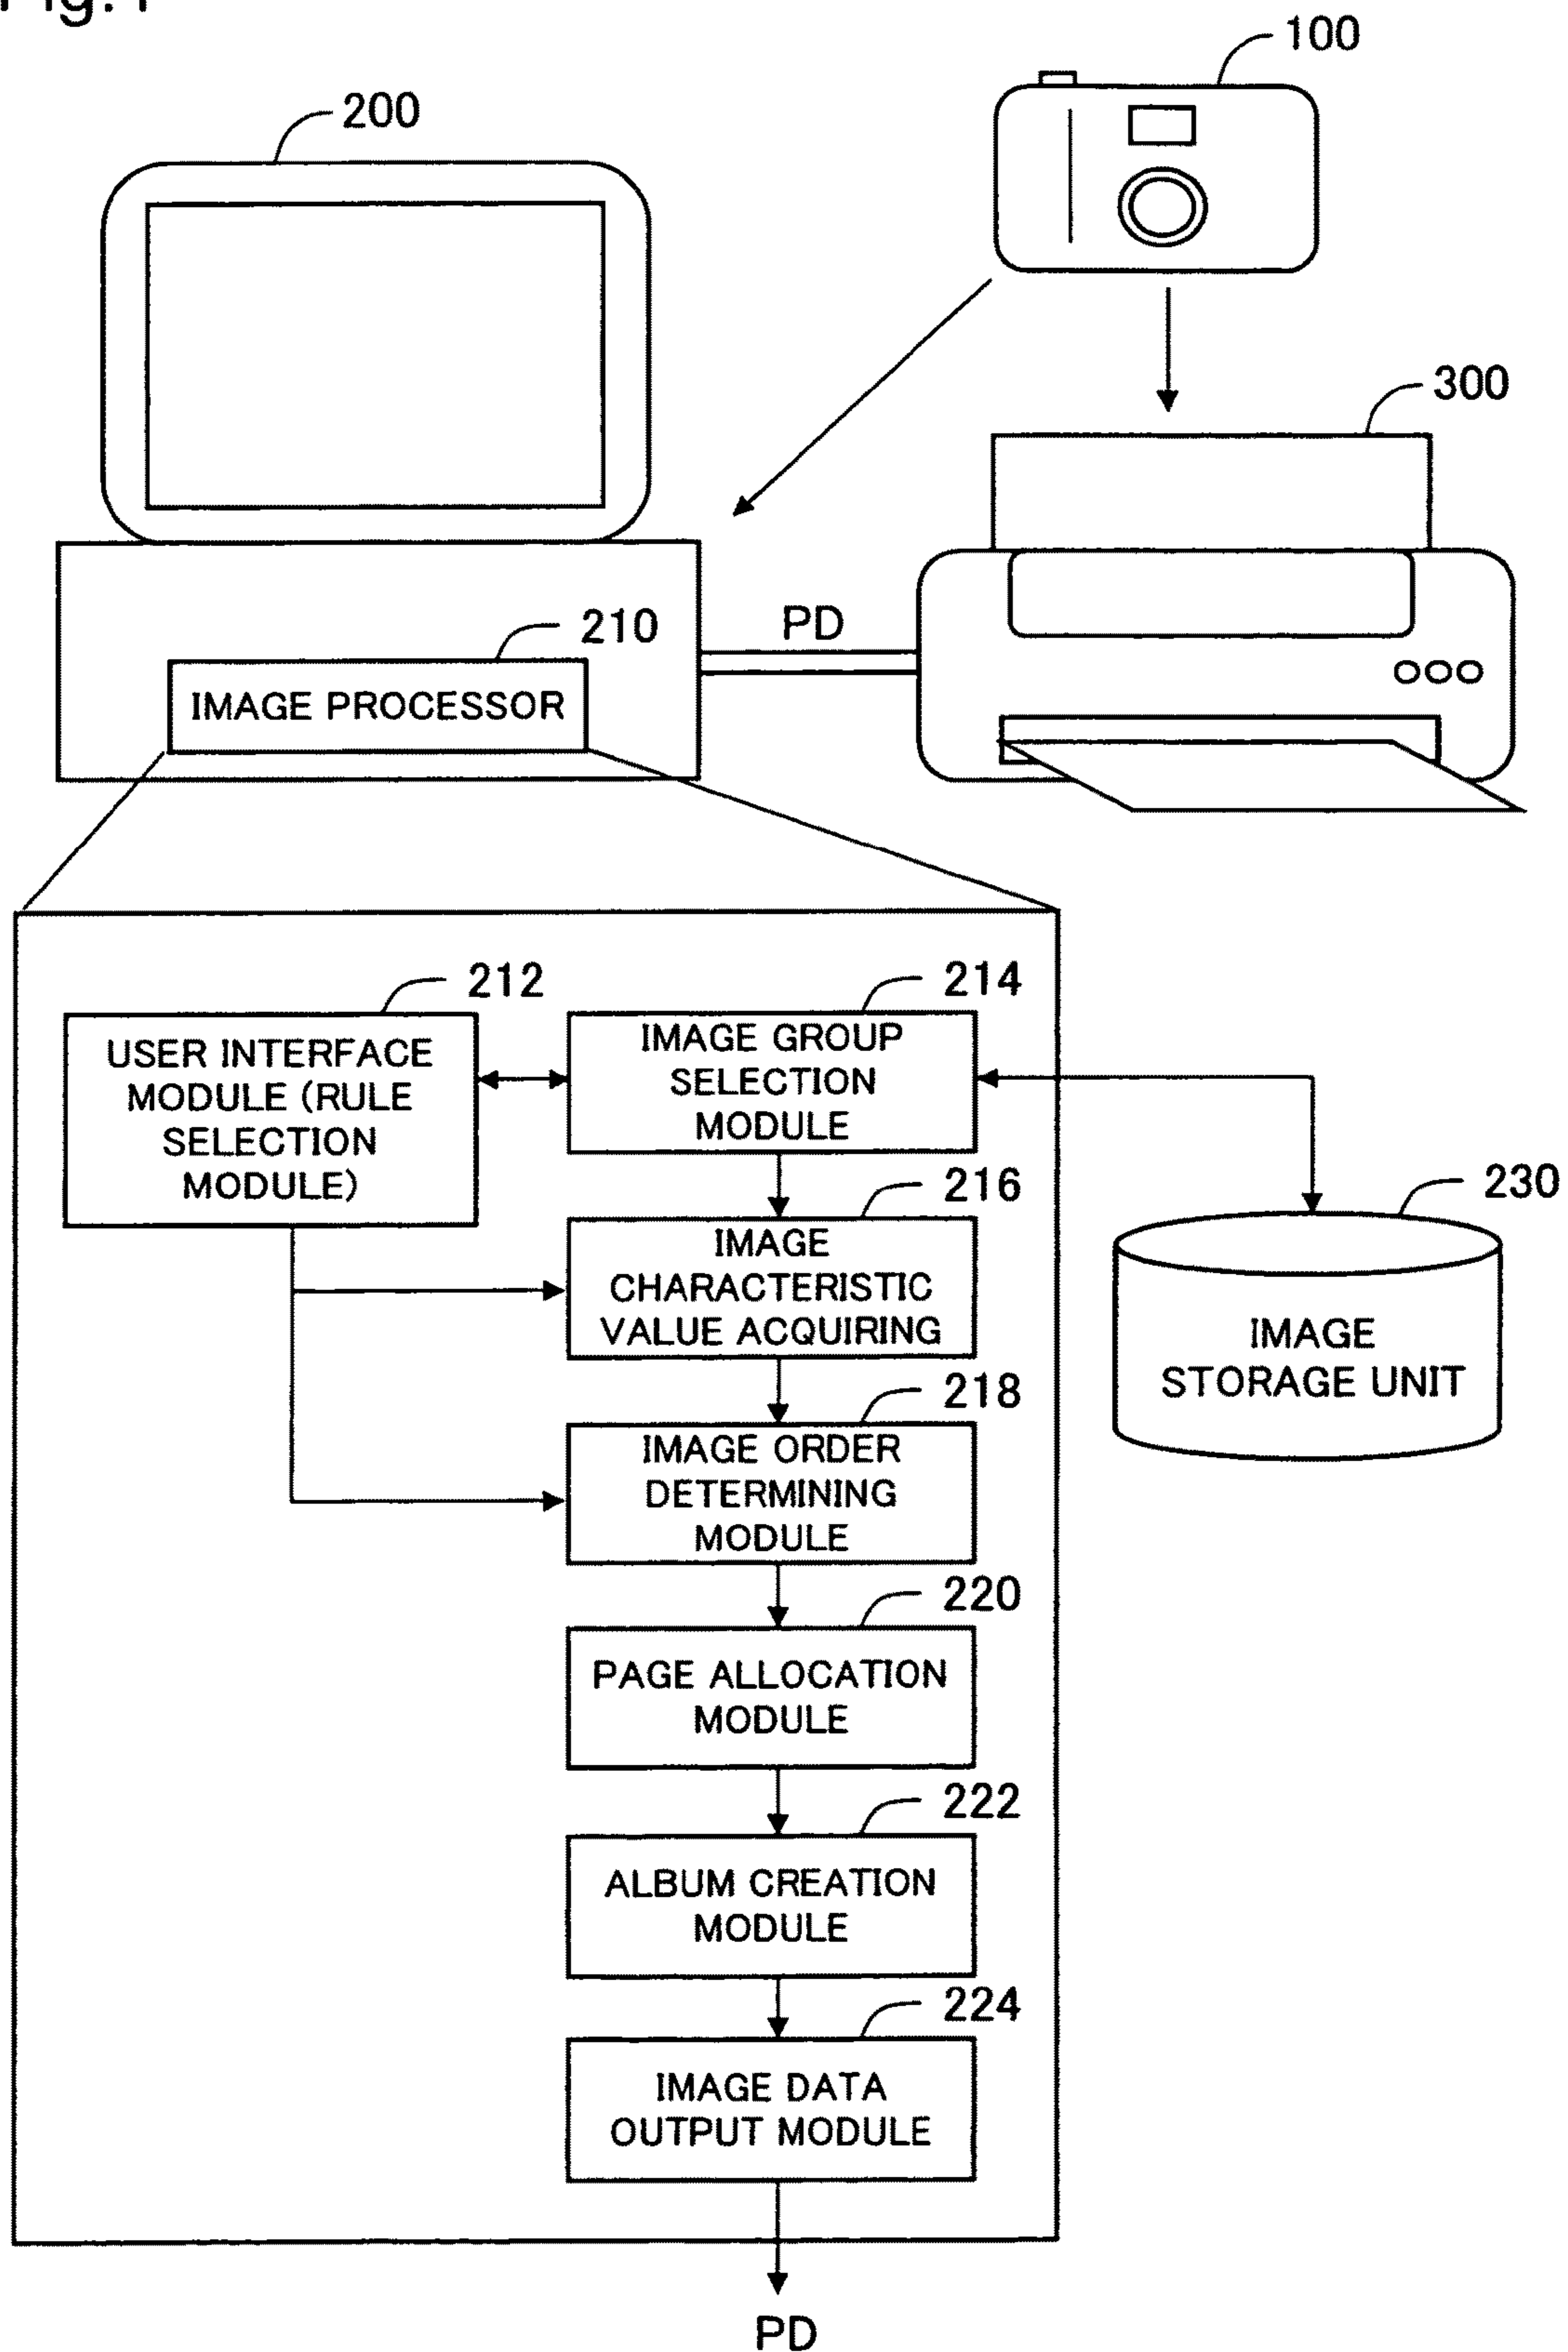 Fig.1
100
200
300
PD
210
IMAGE PROCESSOR
212
214
USER INTERFACE
MODULE (RULE
SELECTION
MODULE)
IMAGE GROUP
SELECTION
MODULE
216
230
IMAGE
CHARACTERISTIC
VALUE ACQUIRING
IMAGE
STORAGE UNIT
218
IMAGE ORDER
DETERMINING
MODULE
220
PAGE ALLOCATION
MODULE
222
ALBUM CREATION
MODULE
224
IMAGE DATA
OUTPUT MODULE
PD